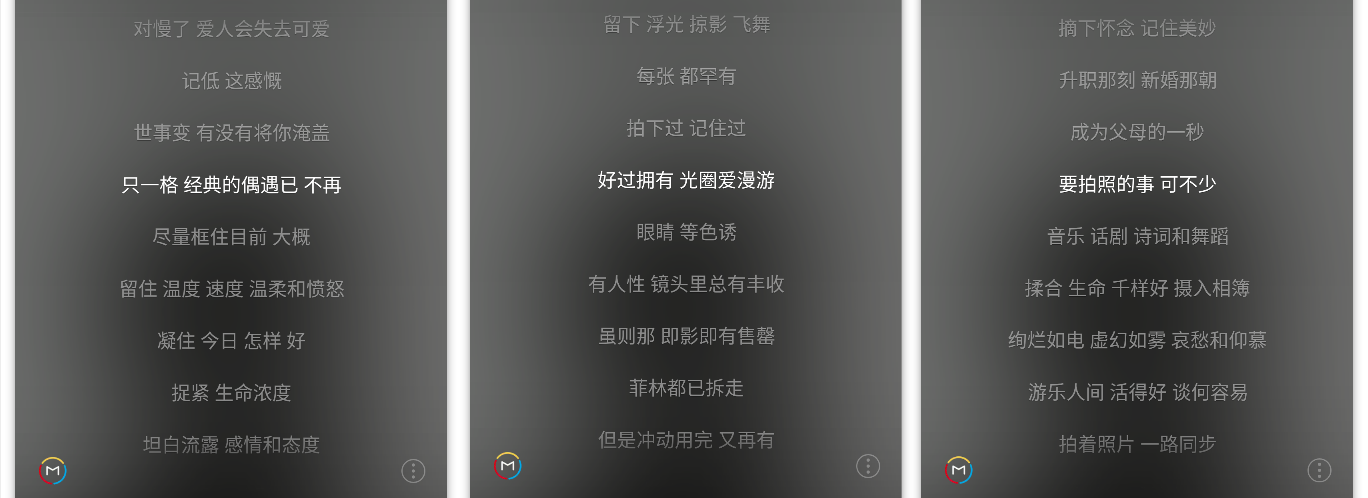 对慢了 爱人会失去可爱
记低 这感慨
世事变 有没有将你淹盖
只一格 经典的偶遇已 不再
尽量框住目前 大概
留住 温度 速度 温柔和愤怒
凝住 今日 怎样 好
捉紧 生命浓度
坦白流露 感情和态度
留下 浮光 掠影 飞舞
每张 都罕有
拍下过 记住过
好过拥有 光圈爱漫游
眼睛 等色诱
有人性 镜头里总有丰收
虽则那 即影即有售罄
菲林都已拆走
但是冲动用完 又再有
摘下怀念 记住美妙
升职那刻 新婚那朝
成为父母的一秒
要拍照的事 可不少
音乐 话剧 诗词和舞蹈
揉合 生命 千样好 摄入相簿
绚烂如电 虚幻如雾 哀愁和仰慕
游乐人间 活得好 谈何容易
拍着照片 一路同步